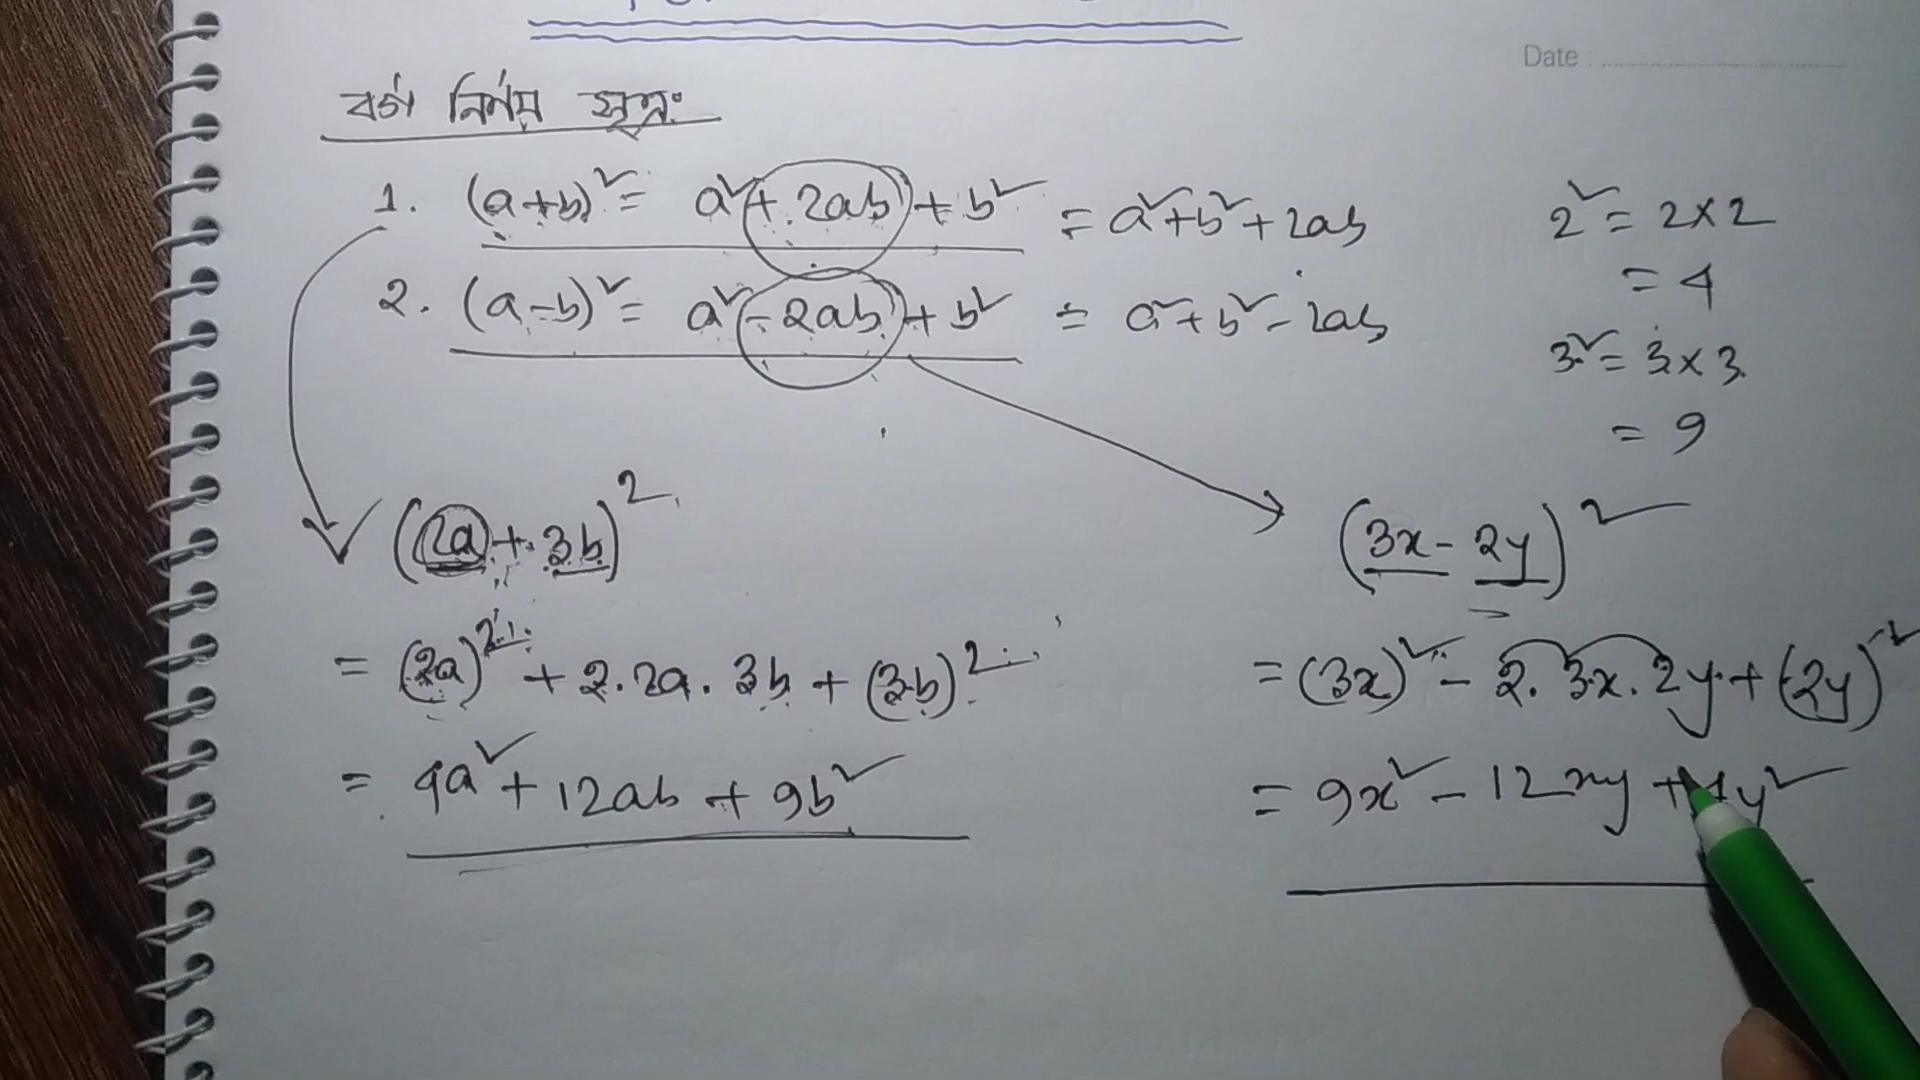 Date :
বর্গ নির্ণয় সূত্র:
1. (a+b)² = a² + 2ab + b² = a² + b² + 2ab
2. (a-b)² = a² - 2ab + b² = a² + b² - 2ab
2² = 2×2
= 4
3² = 3×3
= 9
(2a + 3b)²
= (2a)² + 2.2a.3b + (3b)²
= 4a² + 12ab + 9b²
(3x - 2y)²
= (3x)² - 2.3x.2y + (2y)²
= 9x² - 12xy + 4y²